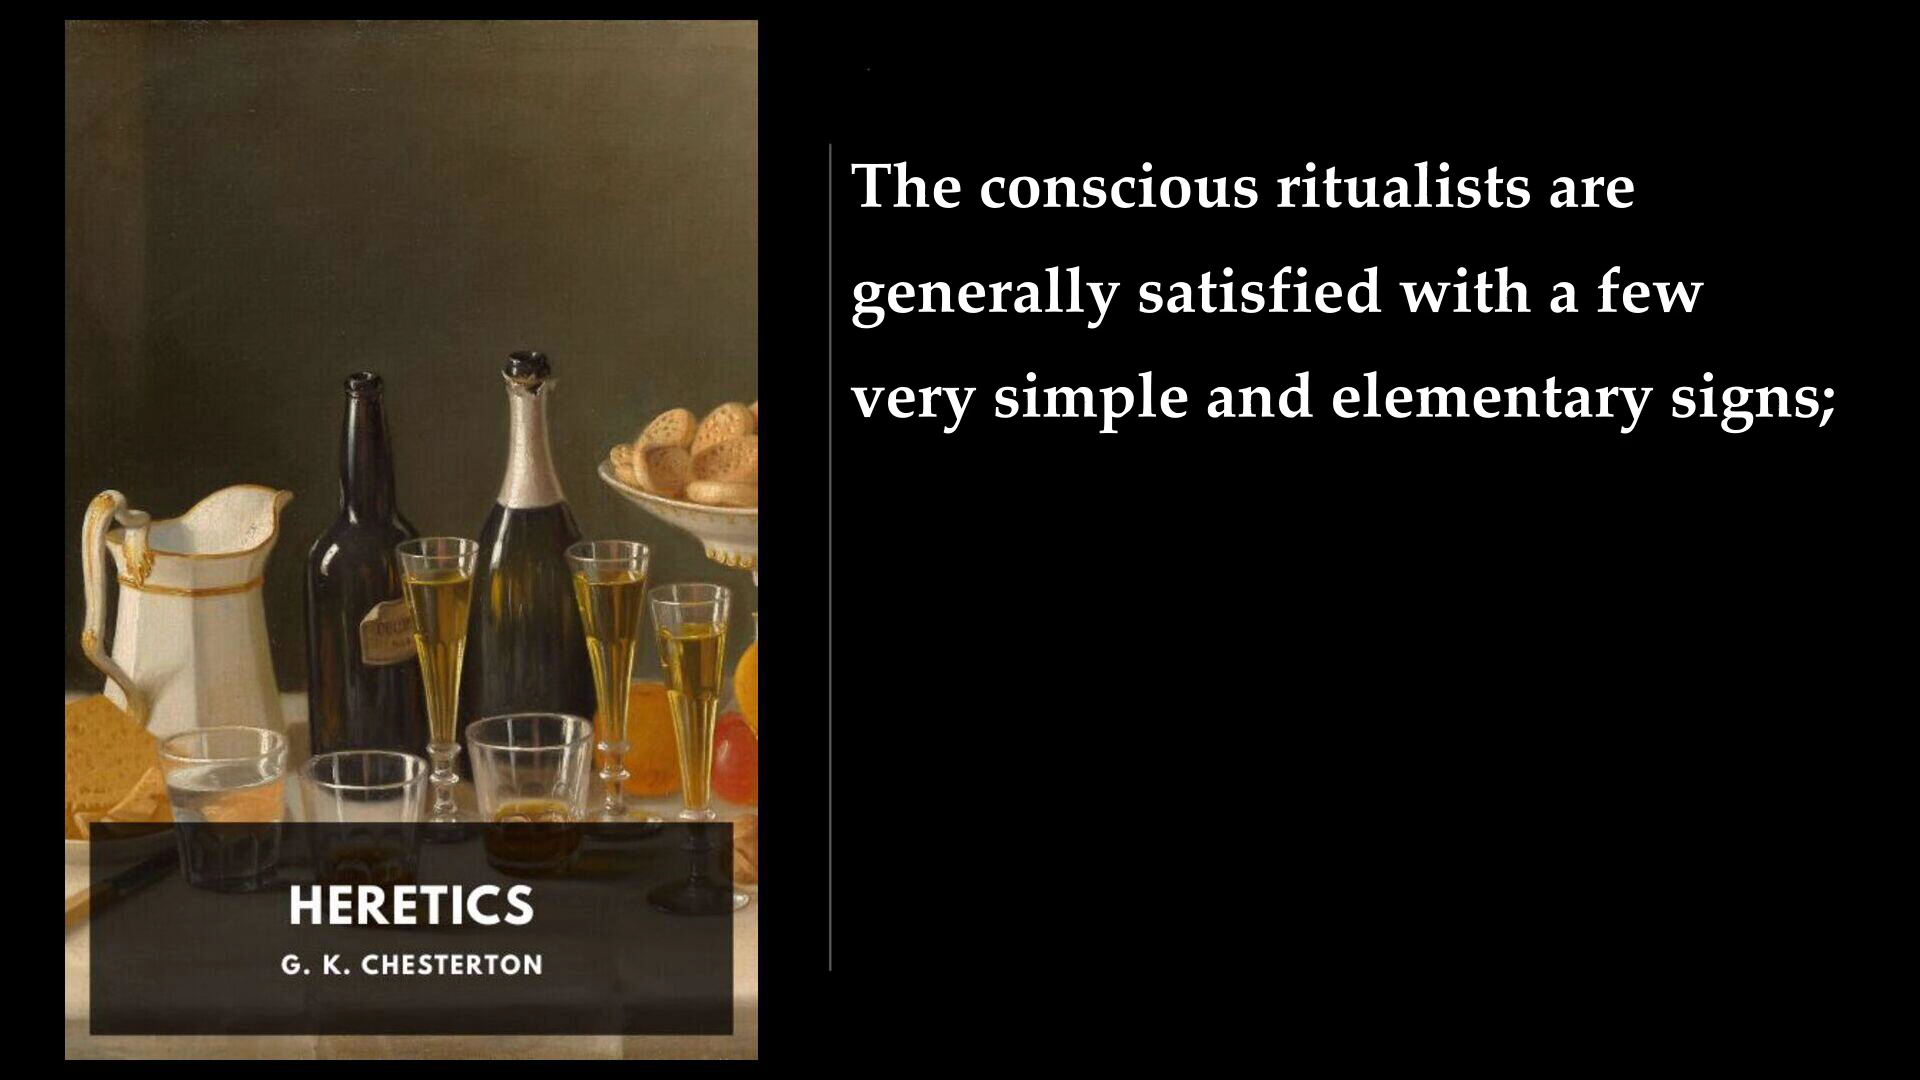 The conscious ritualists are
generally satisfied with a few
very simple and elementary signs;
HERETICS
G. K. CHESTERTON